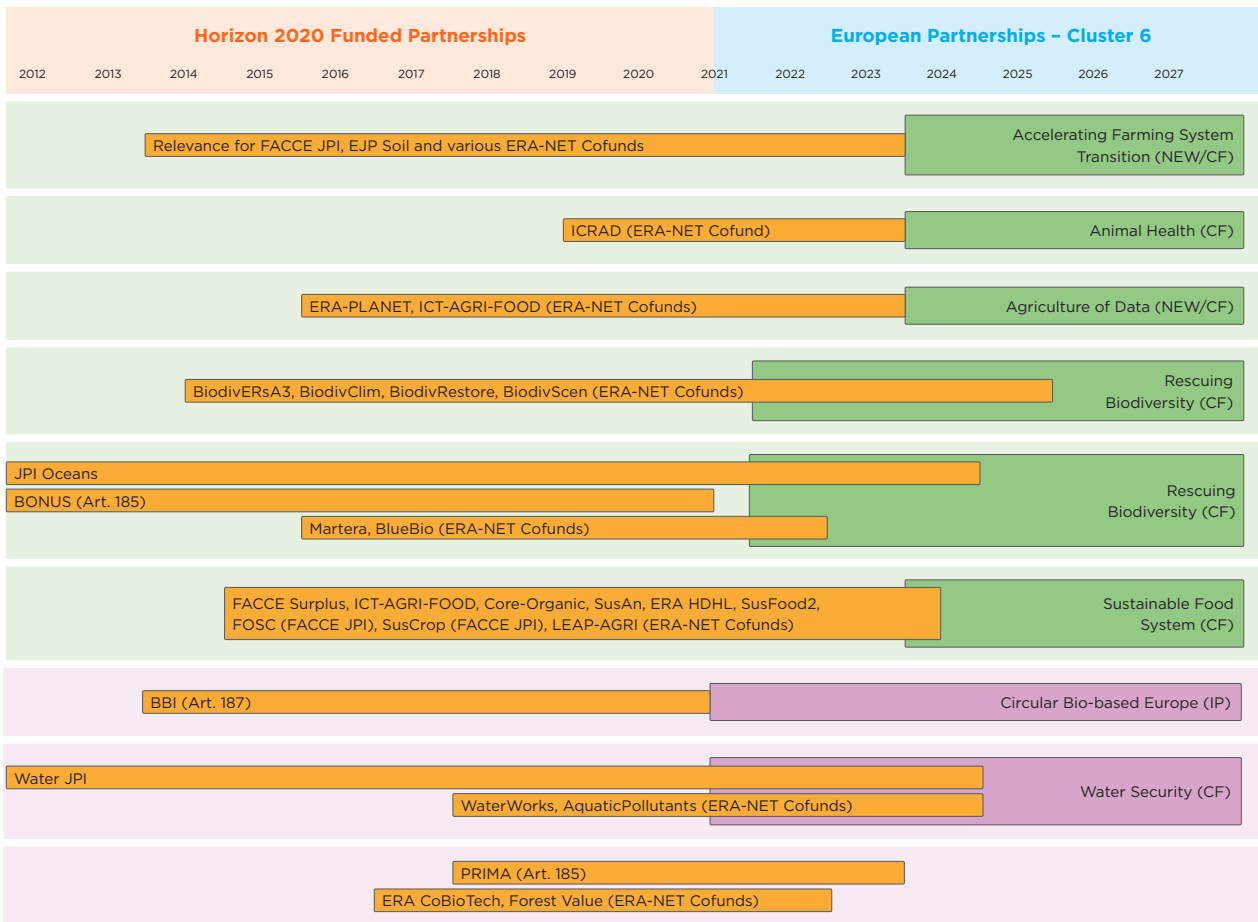 Horizon 2020 Funded Partnerships
European Partnerships – Cluster 6
2012 2013 2014 2015 2016 2017 2018 2019 2020 2021 2022 2023 2024 2025 2026 2027
Relevance for FACCE JPI, EJP Soil and various ERA-NET Cofunds
Accelerating Farming System
Transition (NEW/CF)
ICRAD (ERA-NET Cofund)
Animal Health (CF)
ERA-PLANET, ICT-AGRI-FOOD (ERA-NET Cofunds)
Agriculture of Data (NEW/CF)
BiodivERsA3, BiodivClim, BiodivRestore, BiodivScen (ERA-NET Cofunds)
Rescuing
Biodiversity (CF)
JPI Oceans
BONUS (Art. 185)
Martera, BlueBio (ERA-NET Cofunds)
Rescuing
Biodiversity (CF)
FACCE Surplus, ICT-AGRI-FOOD, Core-Organic, SusAn, ERA HDHL, SusFood2,
FOSC (FACCE JPI), SusCrop (FACCE JPI), LEAP-AGRI (ERA-NET Cofunds)
Sustainable Food
System (CF)
BBI (Art. 187)
Circular Bio-based Europe (IP)
Water JPI
WaterWorks, AquaticPollutants (ERA-NET Cofunds)
Water Security (CF)
PRIMA (Art. 185)
ERA CoBioTech, Forest Value (ERA-NET Cofunds)